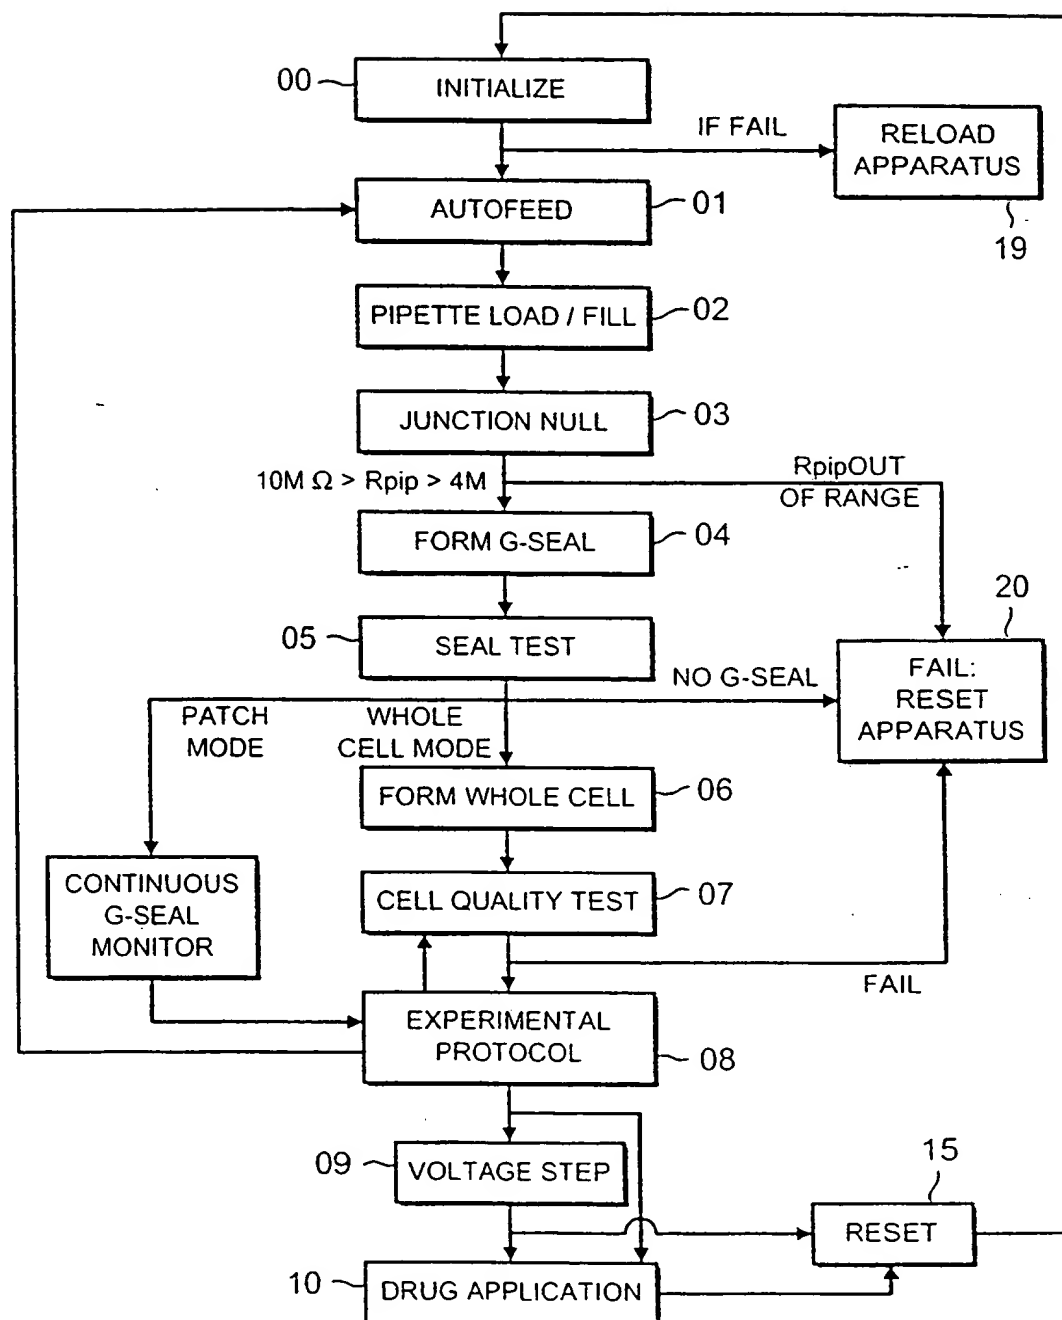 00
INITIALIZE
IF FAIL
RELOAD
APPARATUS
19
AUTOFEED
01
PIPETTE LOAD / FILL
02
JUNCTION NULL
03
10M Ω > Rpip > 4M
RpipOUT
OF RANGE
FORM G-SEAL
04
05
SEAL TEST
20
FAIL:
RESET
APPARATUS
NO G-SEAL
PATCH
MODE
WHOLE
CELL MODE
FORM WHOLE CELL
06
CONTINUOUS
G-SEAL
MONITOR
CELL QUALITY TEST
07
FAIL
EXPERIMENTAL
PROTOCOL
08
09
VOLTAGE STEP
15
RESET
10
DRUG APPLICATION